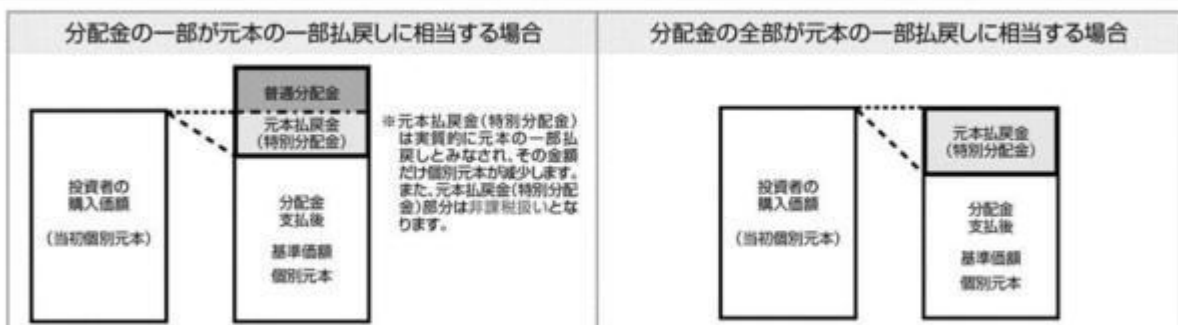 分配金の一部が元本の一部払戻しに相当する場合
普通分配金
元本払戻金
(特別分配金)
投資者の
購入価額
(当初個別元本)
分配金
支払後
基準価額
個別元本
※元本払戻金(特別分配金)
は実質的に元本の一部払
戻しとみなされ、その金額
だけ個別元本が減少します。
また、元本払戻金(特別分配
金)部分は非課税扱いとな
ります。
分配金の全部が元本の一部払戻しに相当する場合
投資者の
購入価額
(当初個別元本)
元本払戻金
(特別分配金)
分配金
支払後
基準価額
個別元本